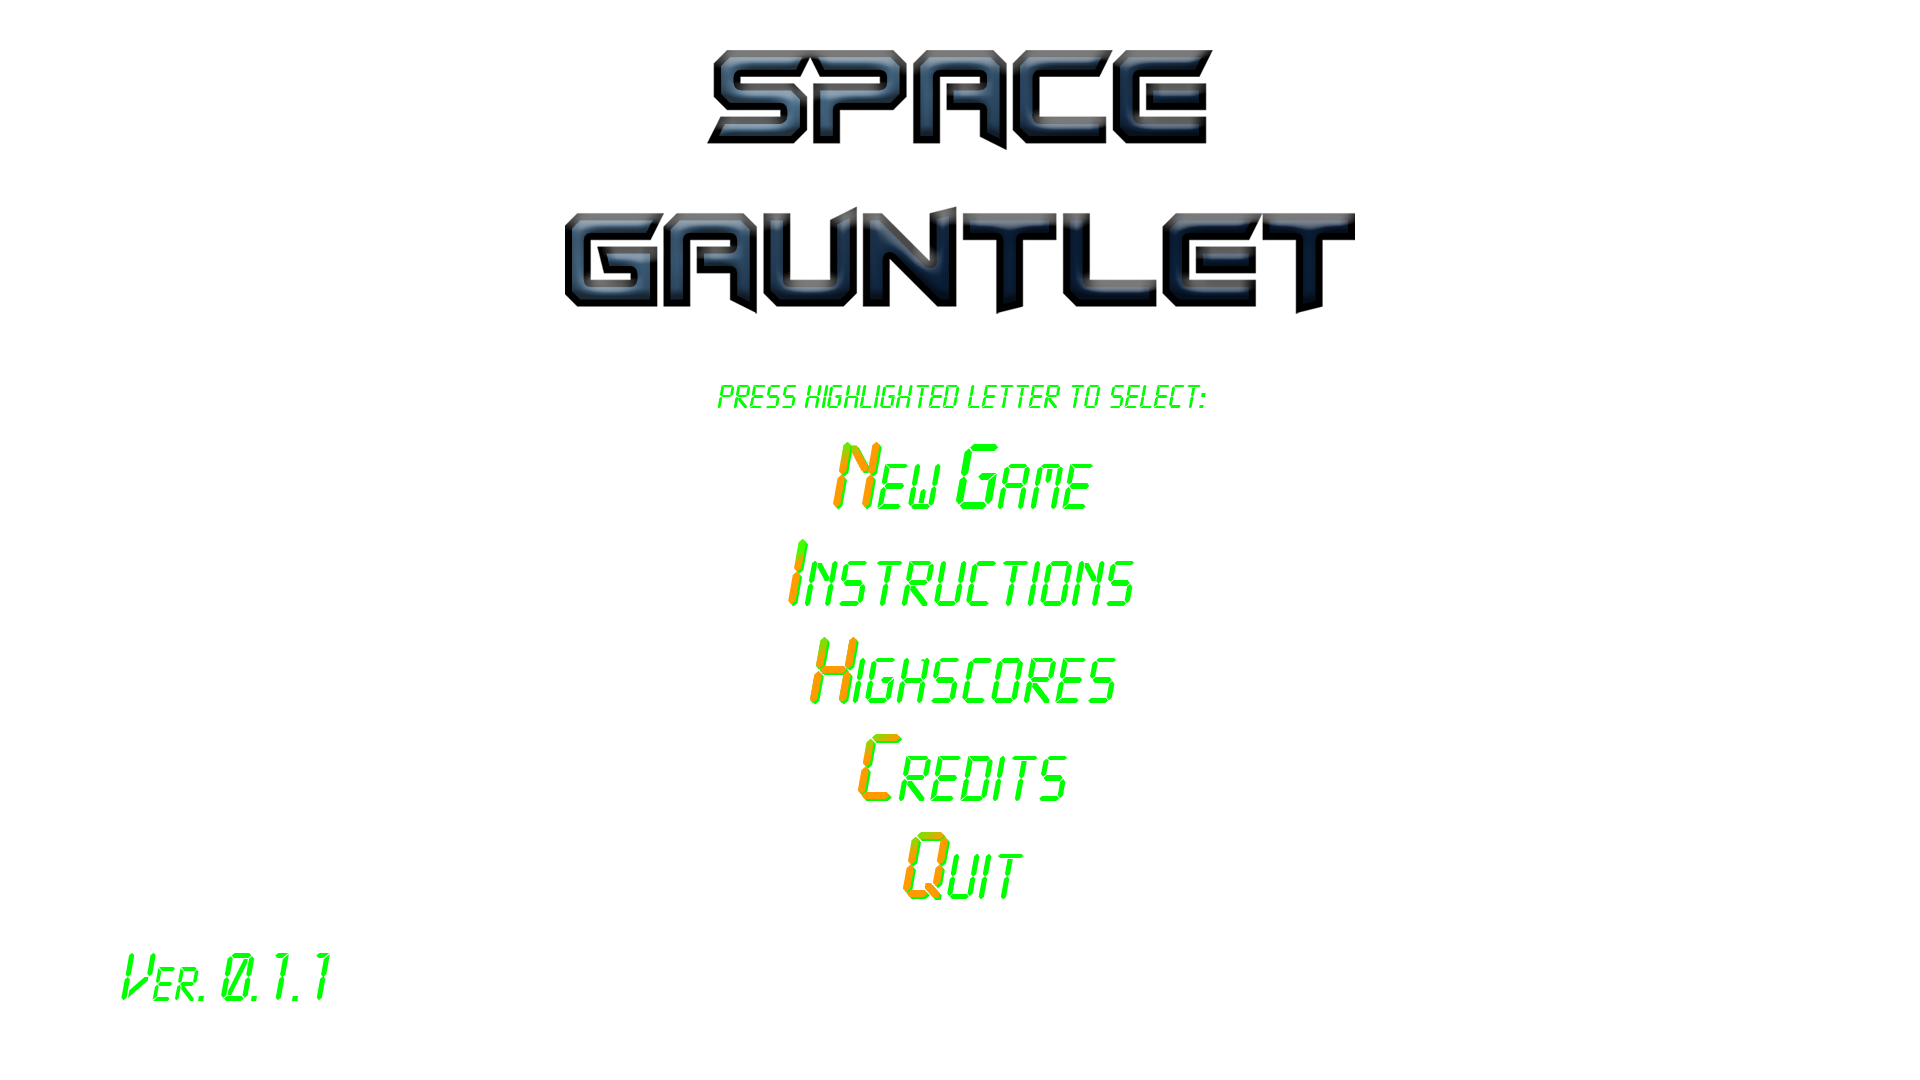 SPACE
GAUNTLET
PRESS HIGHLIGHTED LETTER TO SELECT:
NEW GAME
INSTRUCTIONS
HIGHSCORES
CREDITS
QUIT
VER. 0.1.1